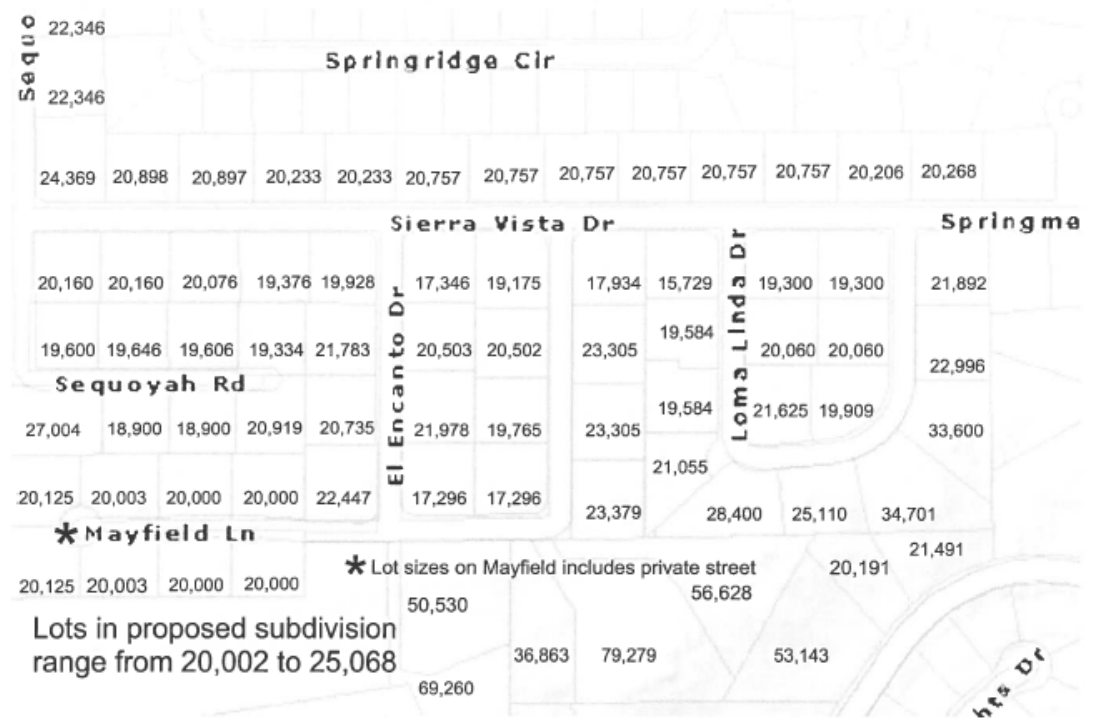 Sequo
22,346
Springridge Cir
22,346
24,369 20,898 20,897 20,233 20,233 20,757 20,757 20,757 20,757 20,757 20,757 20,206 20,268
Sierra Vista Dr
Springme
20,160 20,160 20,076 19,376 19,928 17,346 19,175 17,934 15,729 19,300 19,300 21,892
El Encanto Dr
Loma Linda Dr
19,584
19,600 19,646 19,606 19,334 21,783 20,503 20,502 23,305 20,060 20,060 22,996
Sequoyah Rd
19,584 21,625 19,909
27,004 18,900 18,900 20,919 20,735 21,978 19,765 23,305 33,600
21,055
20,125 20,003 20,000 20,000 22,447 17,296 17,296 23,379 28,400 25,110 34,701
* Mayfield Ln
21,491
* Lot sizes on Mayfield includes private street
20,191
20,125 20,003 20,000 20,000
56,628
50,530
Lots in proposed subdivision
range from 20,002 to 25,068
36,863 79,279 53,143
69,260
hts Dr